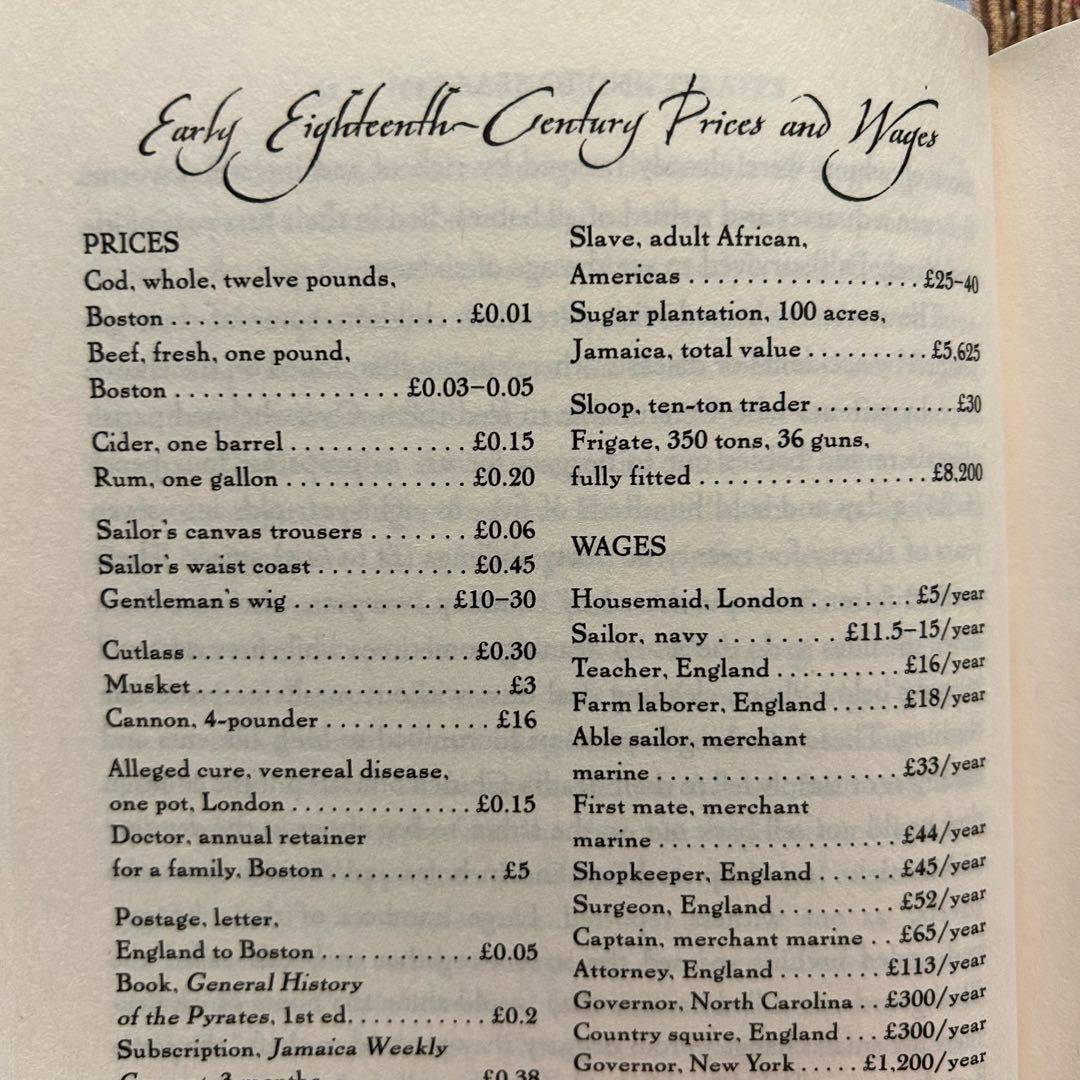 Early Eighteenth-Century Prices and Wages
PRICES
Cod, whole, twelve pounds,
Boston . . . . . . . . . . . . . . . . . . . . . £0.01
Beef, fresh, one pound,
Boston . . . . . . . . . . . . . . . . £0.03–0.05
Cider, one barrel . . . . . . . . . . . . £0.15
Rum, one gallon . . . . . . . . . . . . £0.20
Sailor's canvas trousers . . . . . . . £0.06
Sailor's waist coast . . . . . . . . . . £0.45
Gentleman's wig . . . . . . . . . . . £10–30
Cutlass . . . . . . . . . . . . . . . . . . . . . £0.30
Musket . . . . . . . . . . . . . . . . . . . . . . . £3
Cannon, 4-pounder . . . . . . . . . . . . £16
Alleged cure, venereal disease,
one pot, London . . . . . . . . . . . . . £0.15
Doctor, annual retainer
for a family, Boston . . . . . . . . . . . . £5
Postage, letter,
England to Boston . . . . . . . . . . . £0.05
Book, General History
of the Pyrates, 1st ed. . . . . . . . . . . £0.2
Subscription, Jamaica Weekly
3 months £0.38
Slave, adult African,
Americas . . . . . . . . . . . . . . . . . £25–40
Sugar plantation, 100 acres,
Jamaica, total value . . . . . . . . . . £5,625
Sloop, ten-ton trader . . . . . . . . . . . . £30
Frigate, 350 tons, 36 guns,
fully fitted . . . . . . . . . . . . . . . . . . £8,200
WAGES
Housemaid, London . . . . . . . . £5/year
Sailor, navy . . . . . . . . £11.5–15/year
Teacher, England . . . . . . . . . . £16/year
Farm laborer, England . . . . . . £18/year
Able sailor, merchant
marine . . . . . . . . . . . . . . . . . . £33/year
First mate, merchant
marine . . . . . . . . . . . . . . . . . . £44/year
Shopkeeper, England . . . . . . £45/year
Surgeon, England . . . . . . . . . £52/year
Captain, merchant marine . . £65/year
Attorney, England . . . . . . . . £113/year
Governor, North Carolina . . £300/year
Country squire, England . . . £300/year
Governor, New York . . . . . £1,200/year